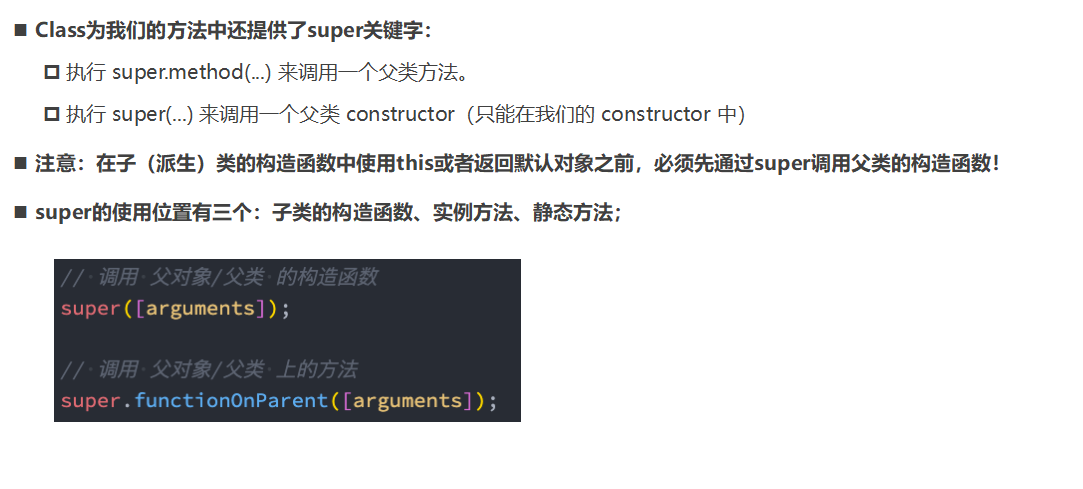 Class为我们的方法中还提供了super关键字：
执行 super.method(...) 来调用一个父类方法。
执行 super(...) 来调用一个父类 constructor（只能在我们的 constructor 中）
注意：在子（派生）类的构造函数中使用this或者返回默认对象之前，必须先通过super调用父类的构造函数！
super的使用位置有三个：子类的构造函数、实例方法、静态方法；
// 调用 父对象/父类 的构造函数
super([arguments]);
// 调用 父对象/父类 上的方法
super.functionOnParent([arguments]);